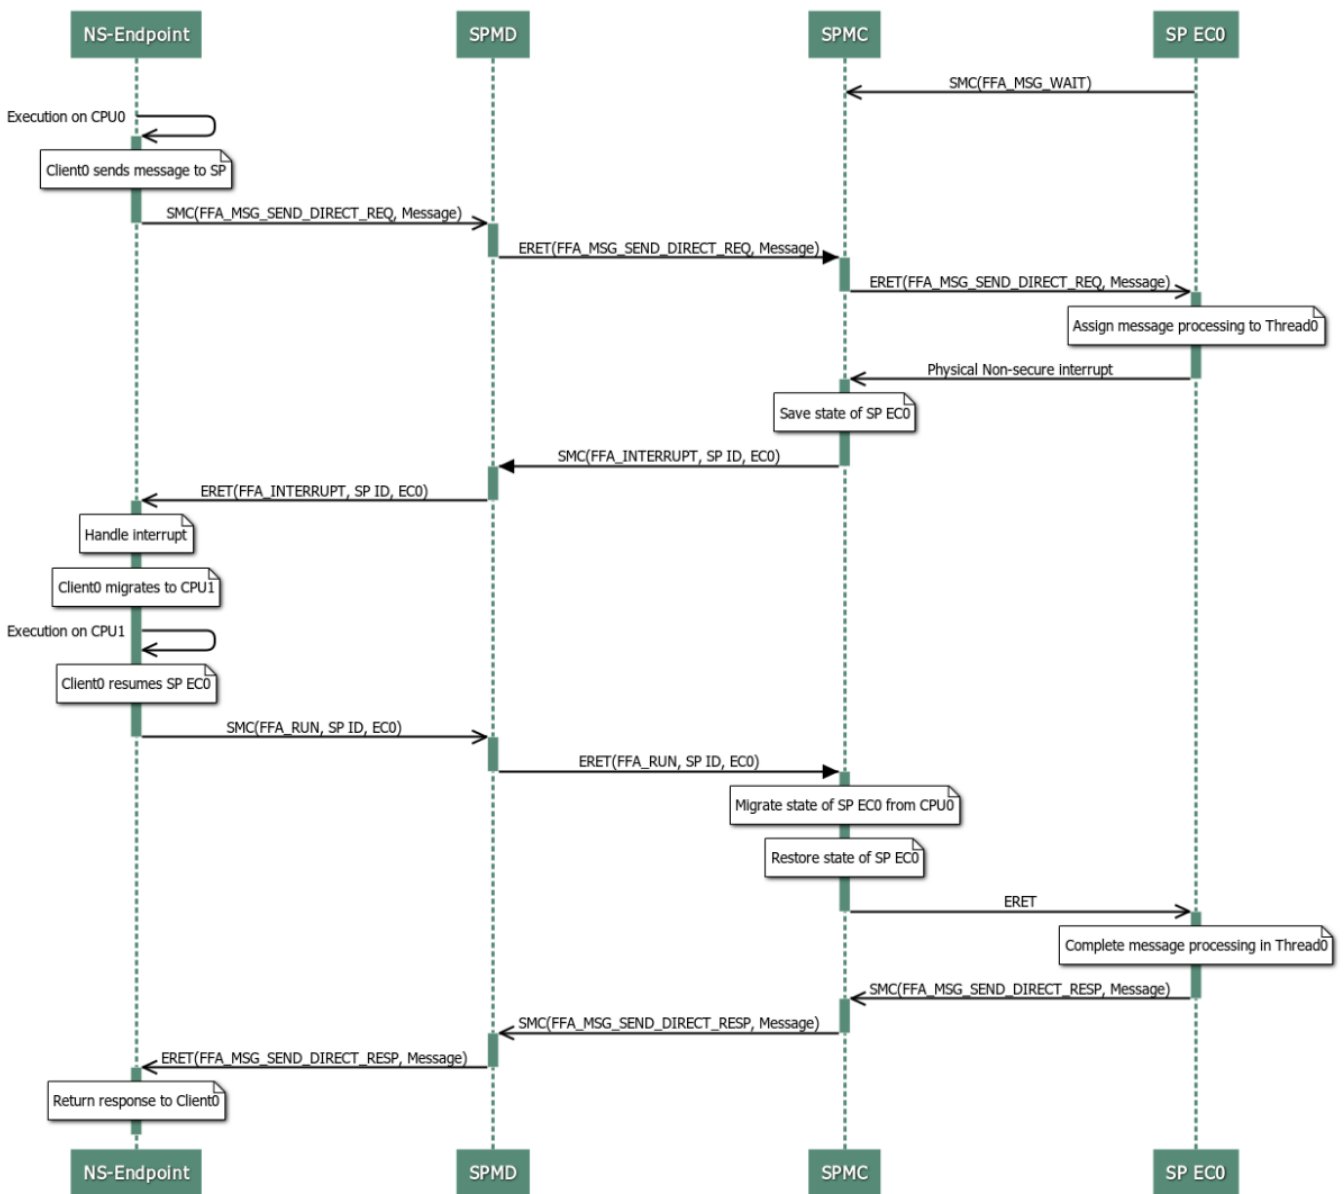 NS-Endpoint
SPMD
SPMC
SP EC0
SMC(FFA_MSG_WAIT)
Execution on CPU0
Client0 sends message to SP
SMC(FFA_MSG_SEND_DIRECT_REQ, Message)
ERET(FFA_MSG_SEND_DIRECT_REQ, Message)
ERET(FFA_MSG_SEND_DIRECT_REQ, Message)
Assign message processing to Thread0
Physical Non-secure interrupt
Save state of SP EC0
SMC(FFA_INTERRUPT, SP ID, EC0)
ERET(FFA_INTERRUPT, SP ID, EC0)
Handle interrupt
Client0 migrates to CPU1
Execution on CPU1
Client0 resumes SP EC0
SMC(FFA_RUN, SP ID, EC0)
ERET(FFA_RUN, SP ID, EC0)
Migrate state of SP EC0 from CPU0
Restore state of SP EC0
ERET
Complete message processing in Thread0
SMC(FFA_MSG_SEND_DIRECT_RESP, Message)
SMC(FFA_MSG_SEND_DIRECT_RESP, Message)
ERET(FFA_MSG_SEND_DIRECT_RESP, Message)
Return response to Client0
NS-Endpoint
SPMD
SPMC
SP EC0